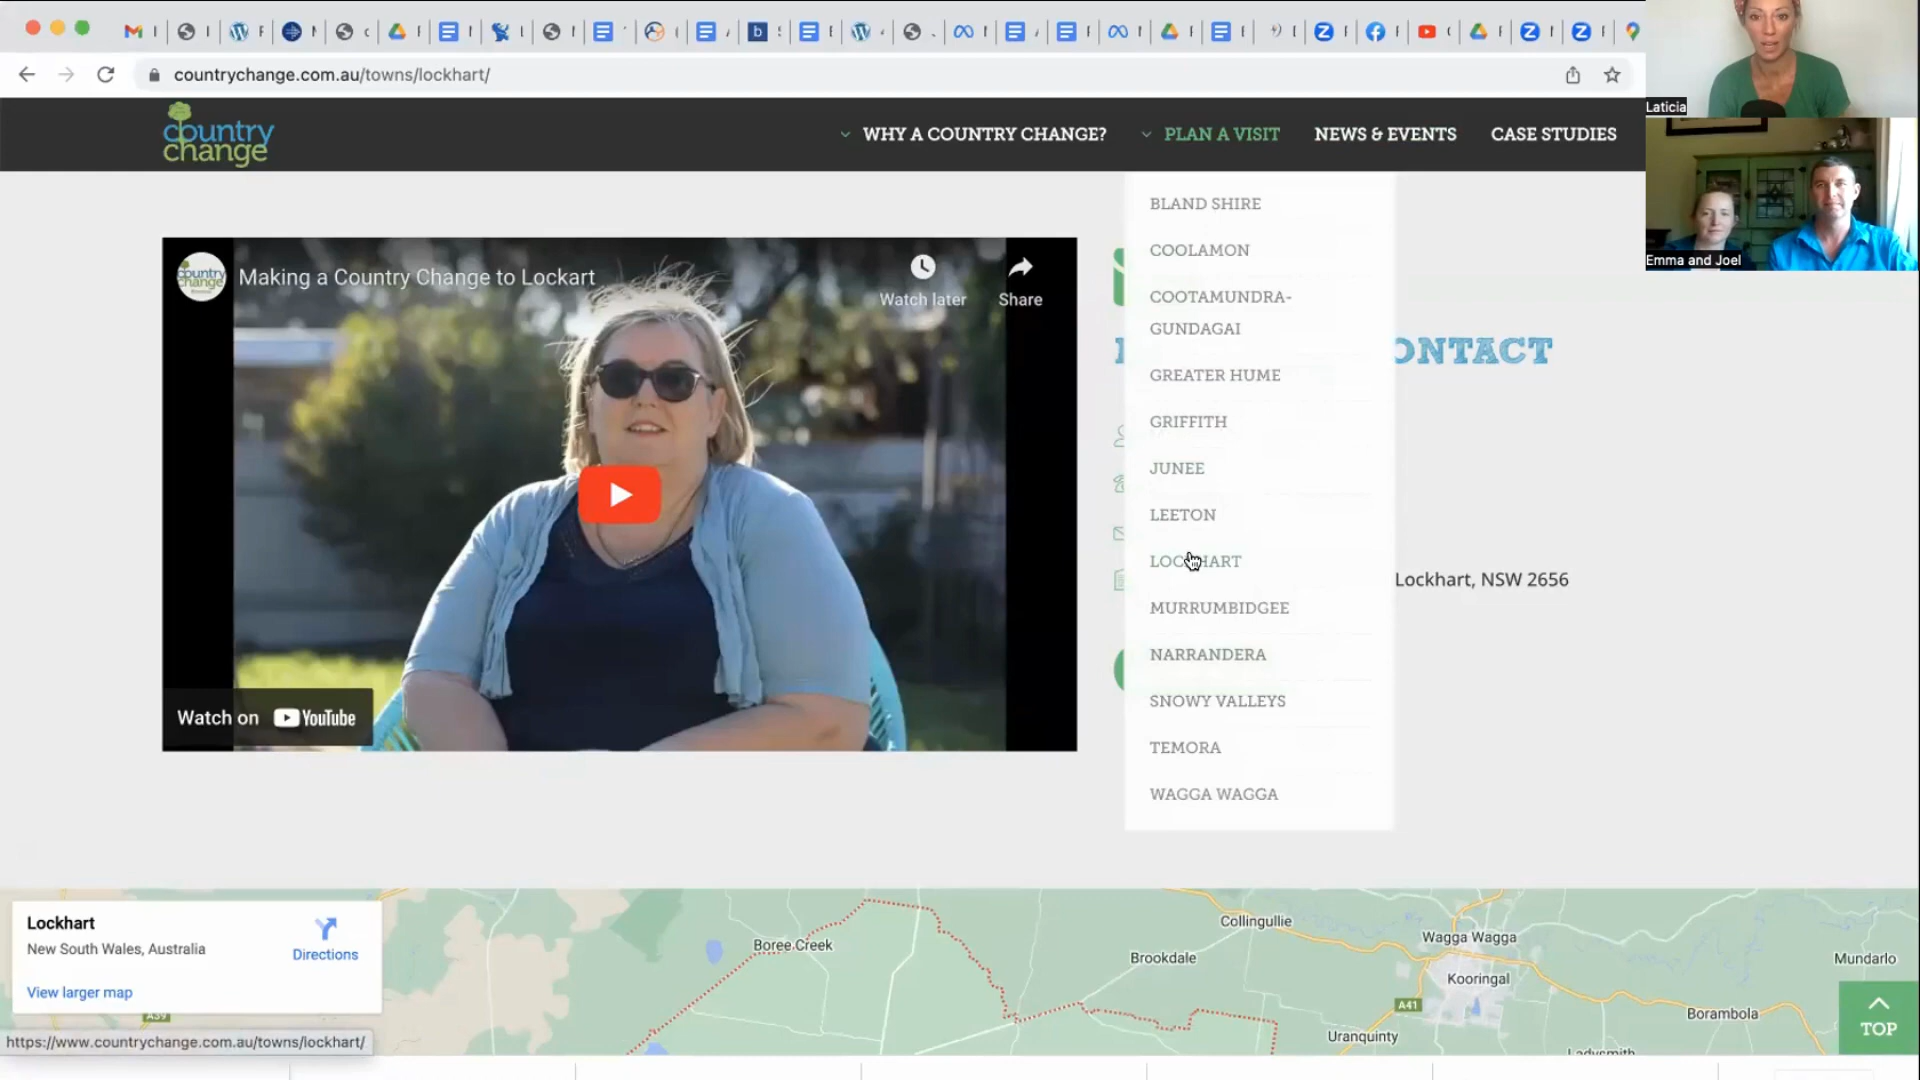 countrychange.com.au/towns/lockhart/
Laticia
country
change
WHY A COUNTRY CHANGE?
PLAN A VISIT
NEWS & EVENTS
CASE STUDIES
Emma and Joel
BLAND SHIRE
COOLAMON
COOTAMUNDRA-
GUNDAGAI
GREATER HUME
GRIFFITH
JUNEE
LEETON
LOCKHART
MURRUMBIDGEE
NARRANDERA
SNOWY VALLEYS
TEMORA
WAGGA WAGGA
country
change
Making a Country Change to Lockart
Watch later
Share
ONTACT
Lockhart, NSW 2656
Watch on YouTube
Lockhart
New South Wales, Australia
Directions
View larger map
A39
Boree Creek
Collingullie
Brookdale
Wagga Wagga
Kooringal
Mundarlo
A41
Borambola
Uranquinty
Ladysmith
TOP
https://www.countrychange.com.au/towns/lockhart/